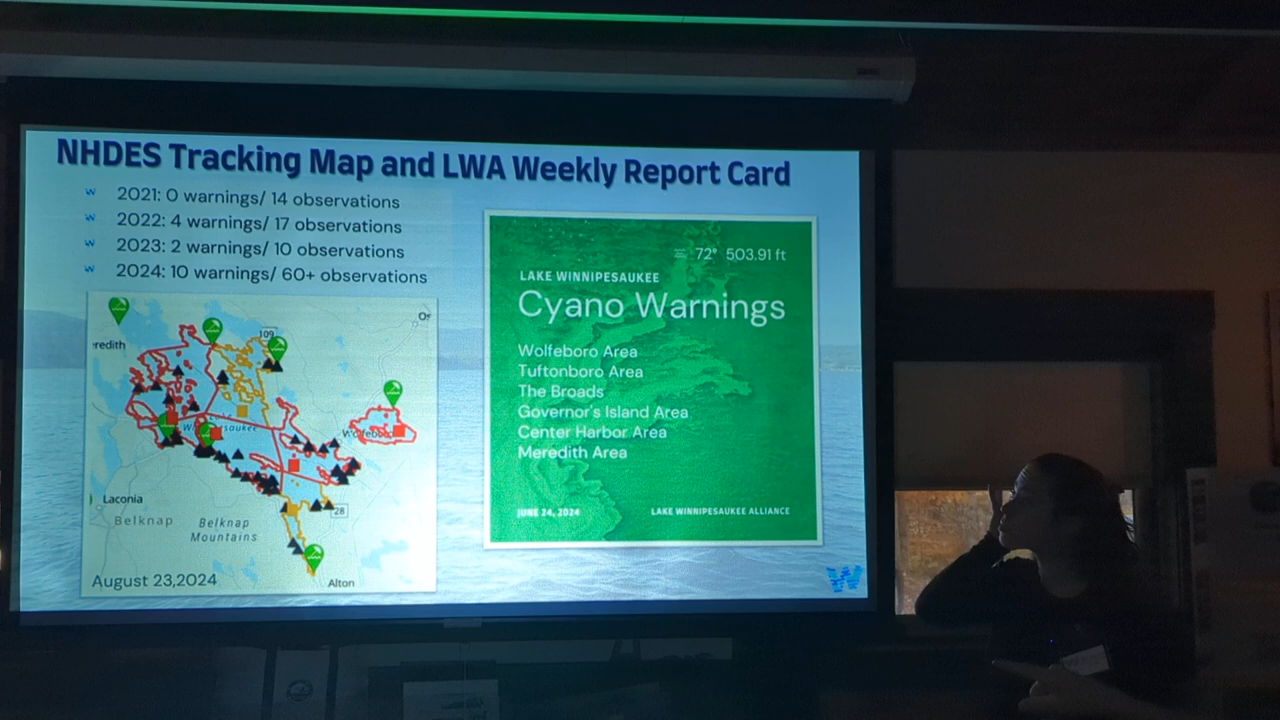 NHDES Tracking Map and LWA Weekly Report Card
2021: 0 warnings/ 14 observations
2022: 4 warnings/ 17 observations
2023: 2 warnings/ 10 observations
2024: 10 warnings/ 60+ observations
109
redith
Wolfeboro
Laconia
Belknap
Belknap
Mountains
28
Alton
August 23,2024
72° 503.91 ft
LAKE WINNIPESAUKEE
Cyano Warnings
Wolfeboro Area
Tuftonboro Area
The Broads
Governor's Island Area
Center Harbor Area
Meredith Area
JUNE 24, 2024
LAKE WINNIPESAUKEE ALLIANCE
W